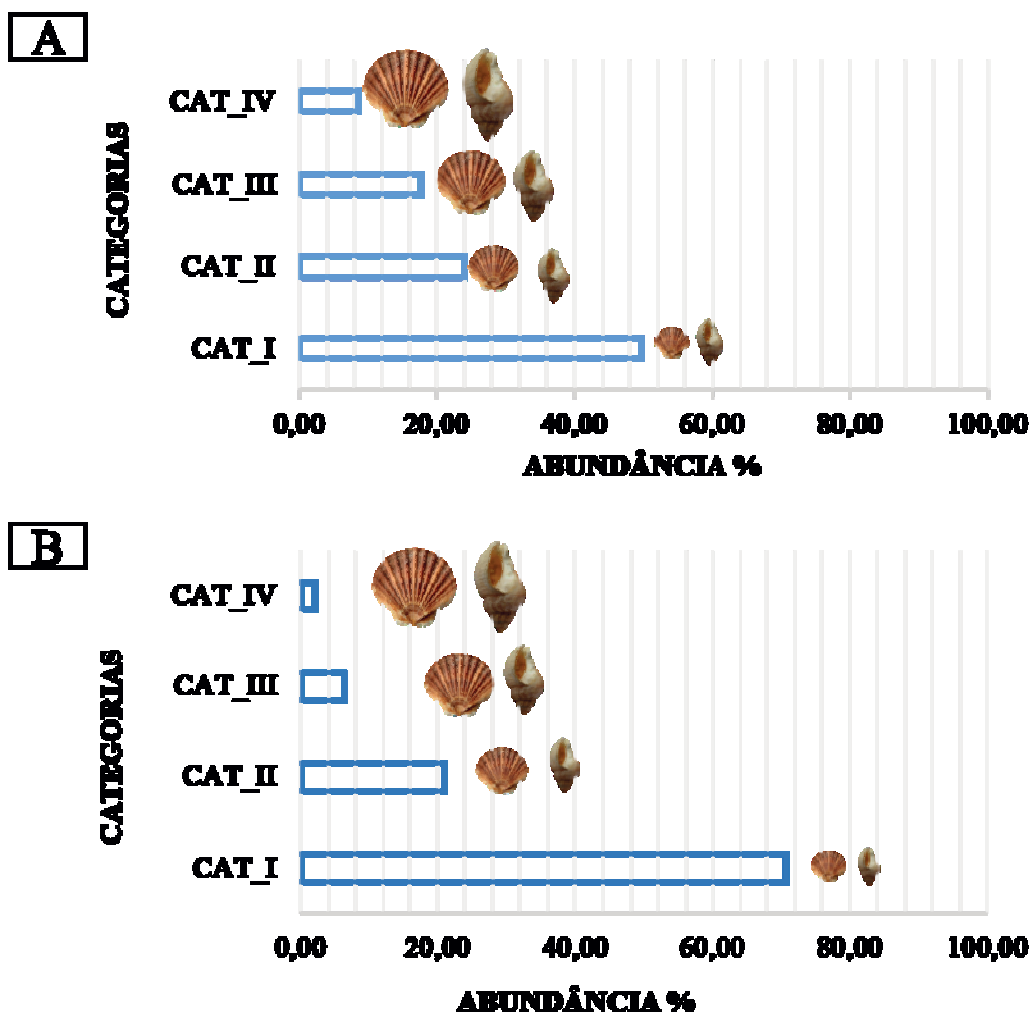 A
CATEGORIAS
CAT_IV
CAT_III
CAT_II
CAT_I
0,00 20,00 40,00 60,00 80,00 100,00
ABUNDÂNCIA %
B
CATEGORIAS
CAT_IV
CAT_III
CAT_II
CAT_I
0,00 20,00 40,00 60,00 80,00 100,00
ABUNDÂNCIA %